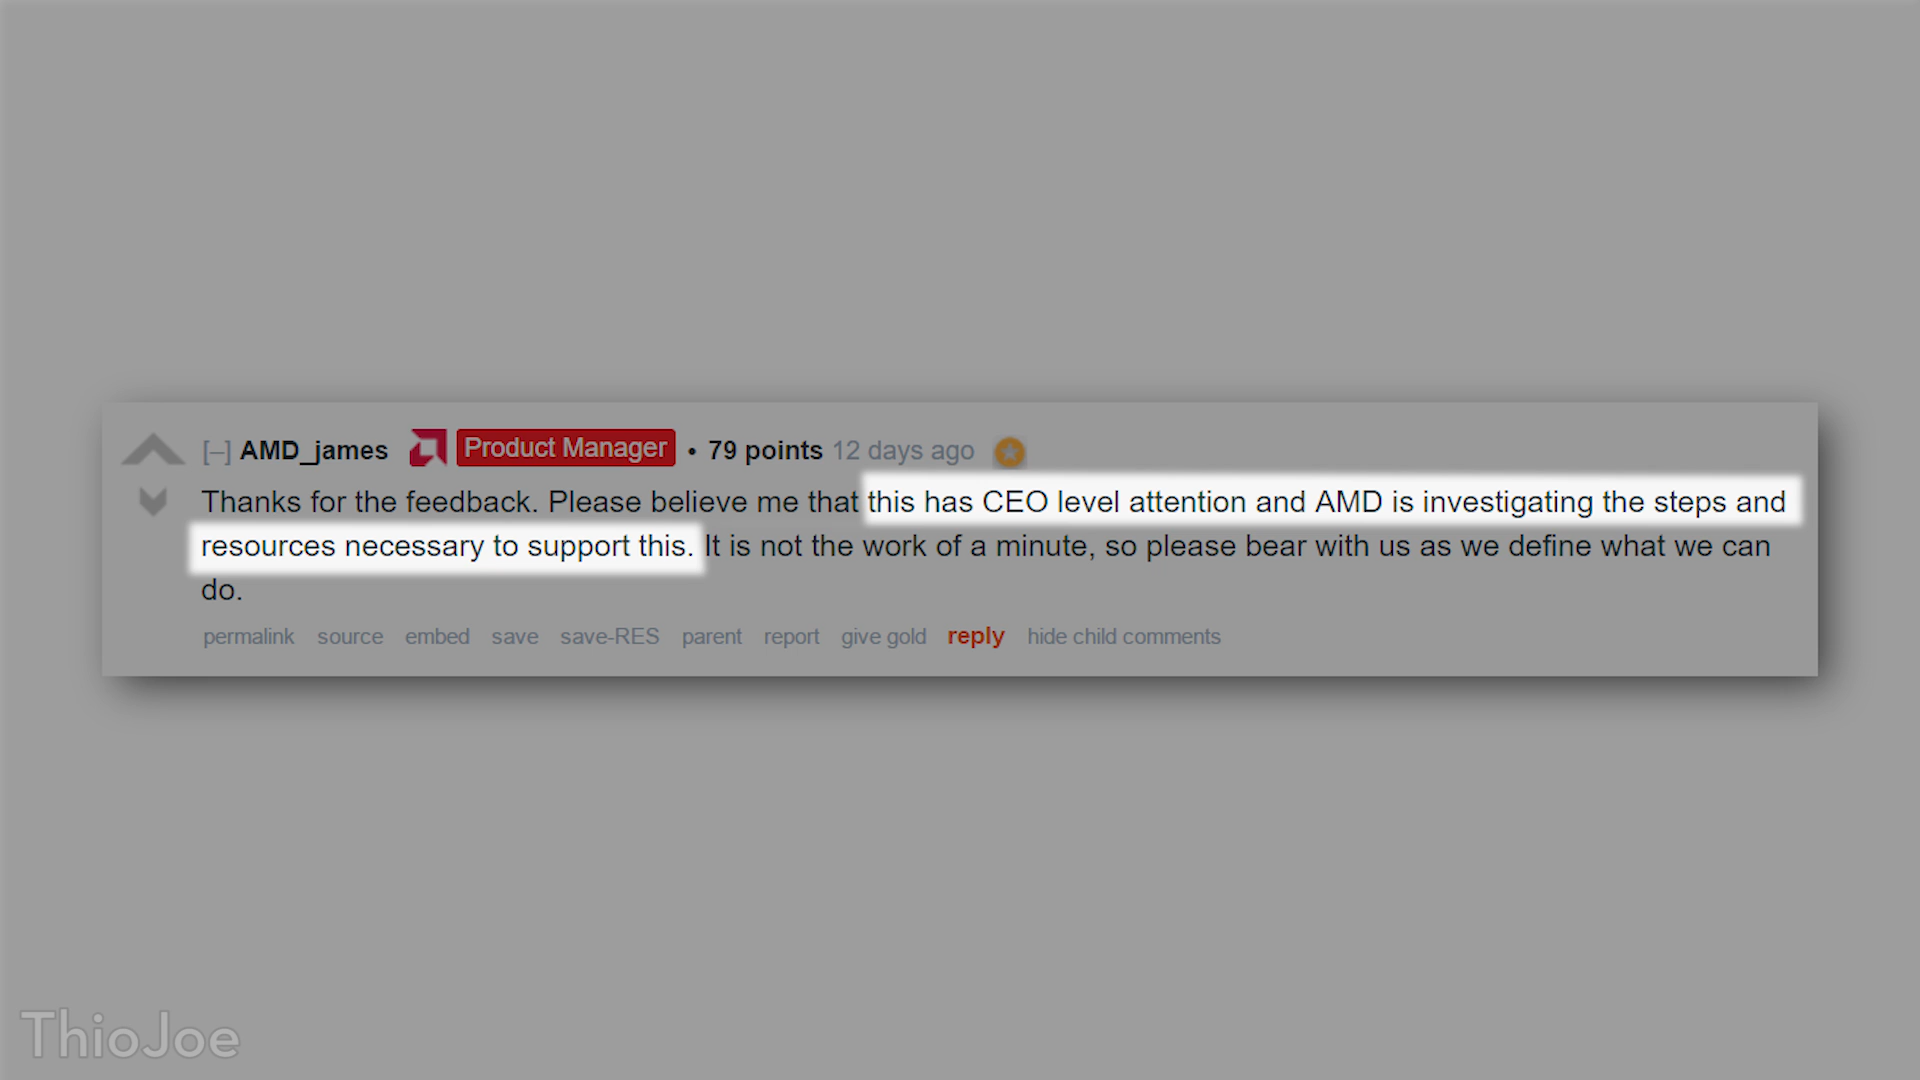 [–] AMD_james Product Manager • 79 points 12 days ago
Thanks for the feedback. Please believe me that this has CEO level attention and AMD is investigating the steps and
resources necessary to support this. It is not the work of a minute, so please bear with us as we define what we can
do.
permalink source embed save save-RES parent report give gold reply hide child comments
ThioJoe